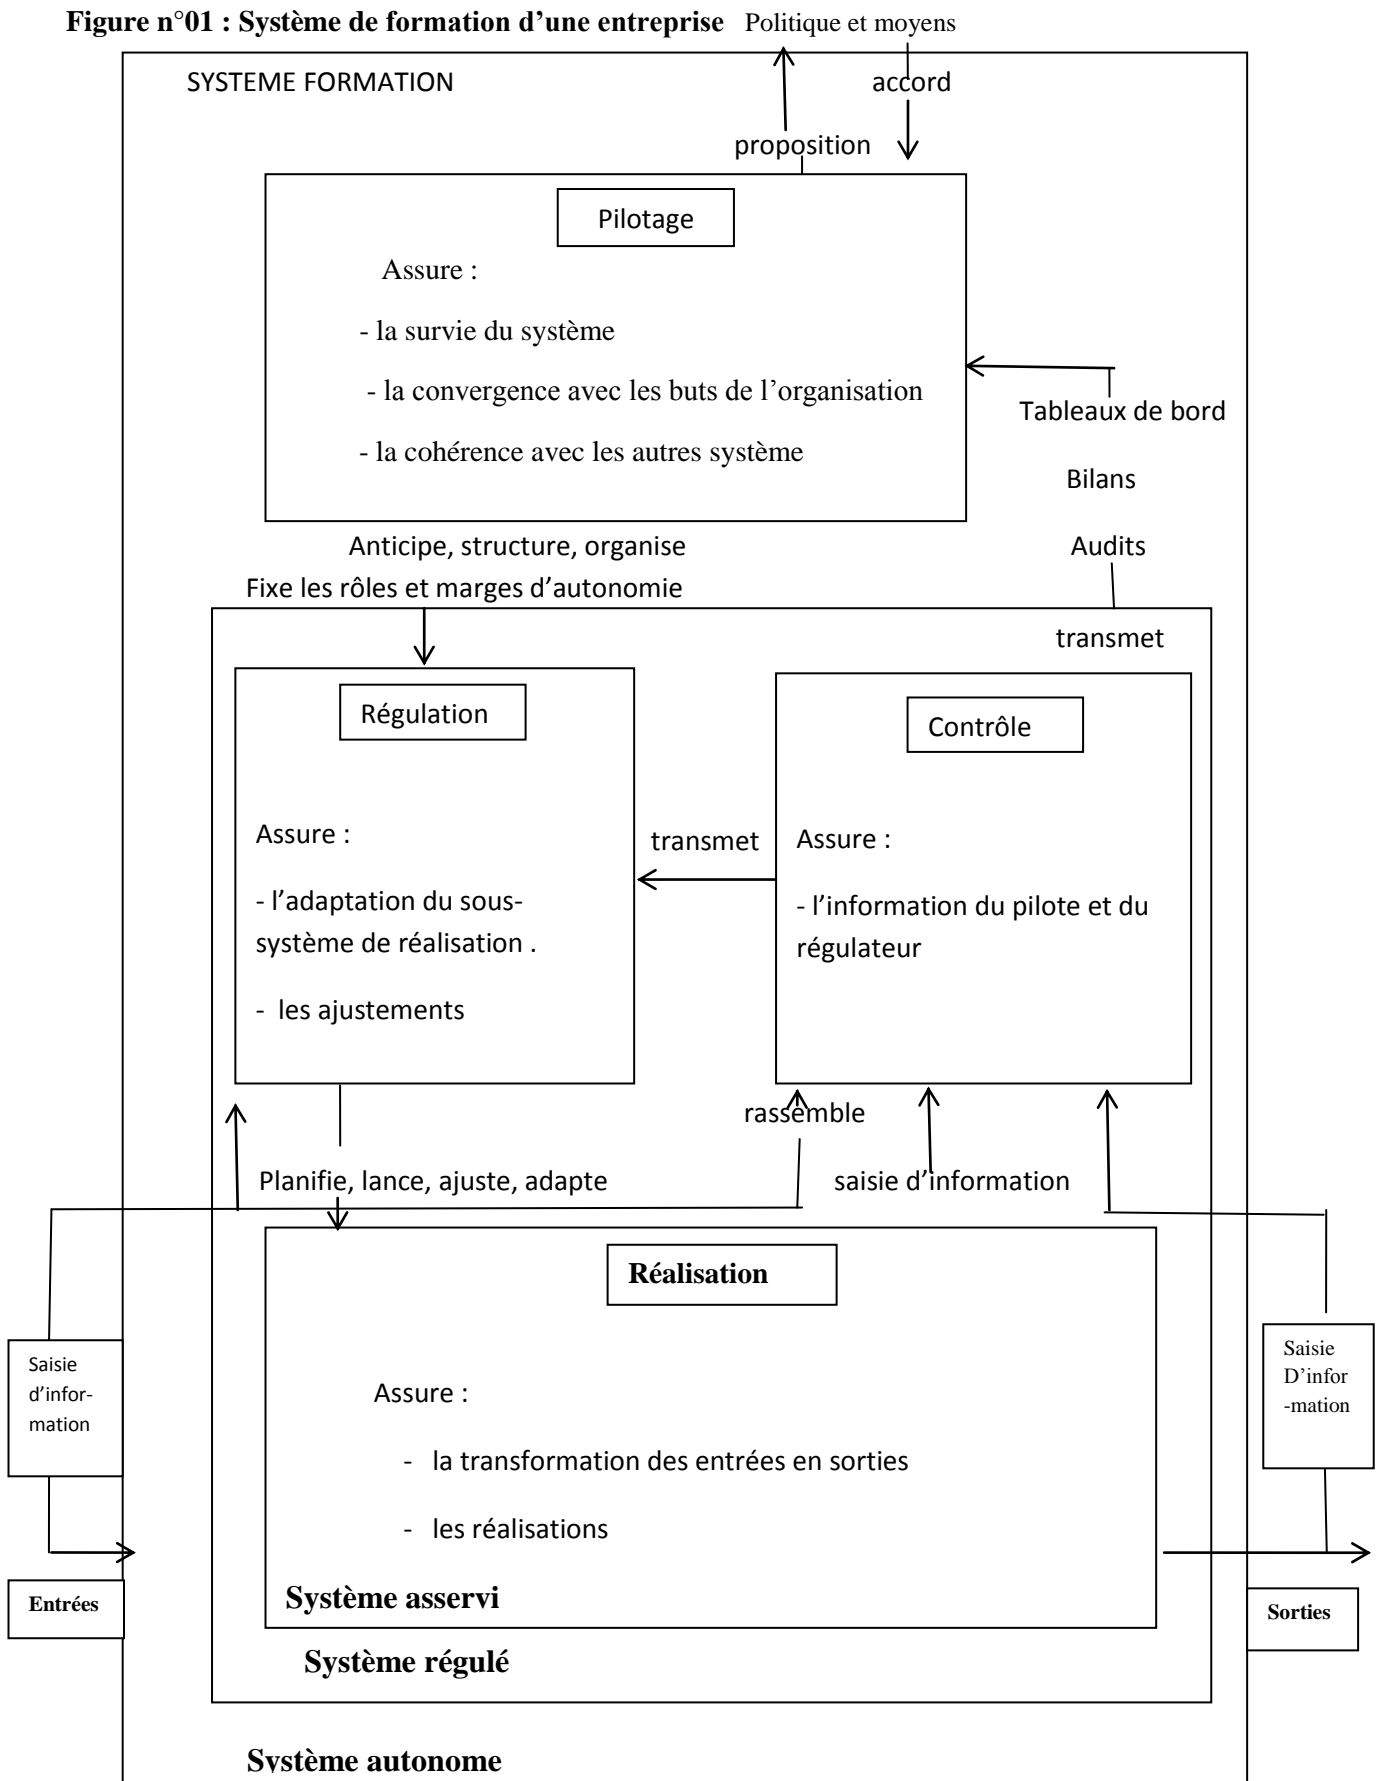 Figure n°01 : Système de formation d’une entreprise Politique et moyens
SYSTEME FORMATION
accord
proposition
Pilotage
Assure :
- la survie du système
- la convergence avec les buts de l’organisation
- la cohérence avec les autres système
Tableaux de bord
Bilans
Audits
Anticipe, structure, organise
Fixe les rôles et marges d’autonomie
transmet
Régulation
Assure :
- l’adaptation du sous-
système de réalisation .
- les ajustements
transmet
Contrôle
Assure :
- l’information du pilote et du
régulateur
rassemble
Planifie, lance, ajuste, adapte
saisie d’information
Réalisation
Assure :
- la transformation des entrées en sorties
- les réalisations
Système asservi
Système régulé
Système autonome
Saisie
d’infor-
mation
Entrées
Saisie
D’infor
-mation
Sorties